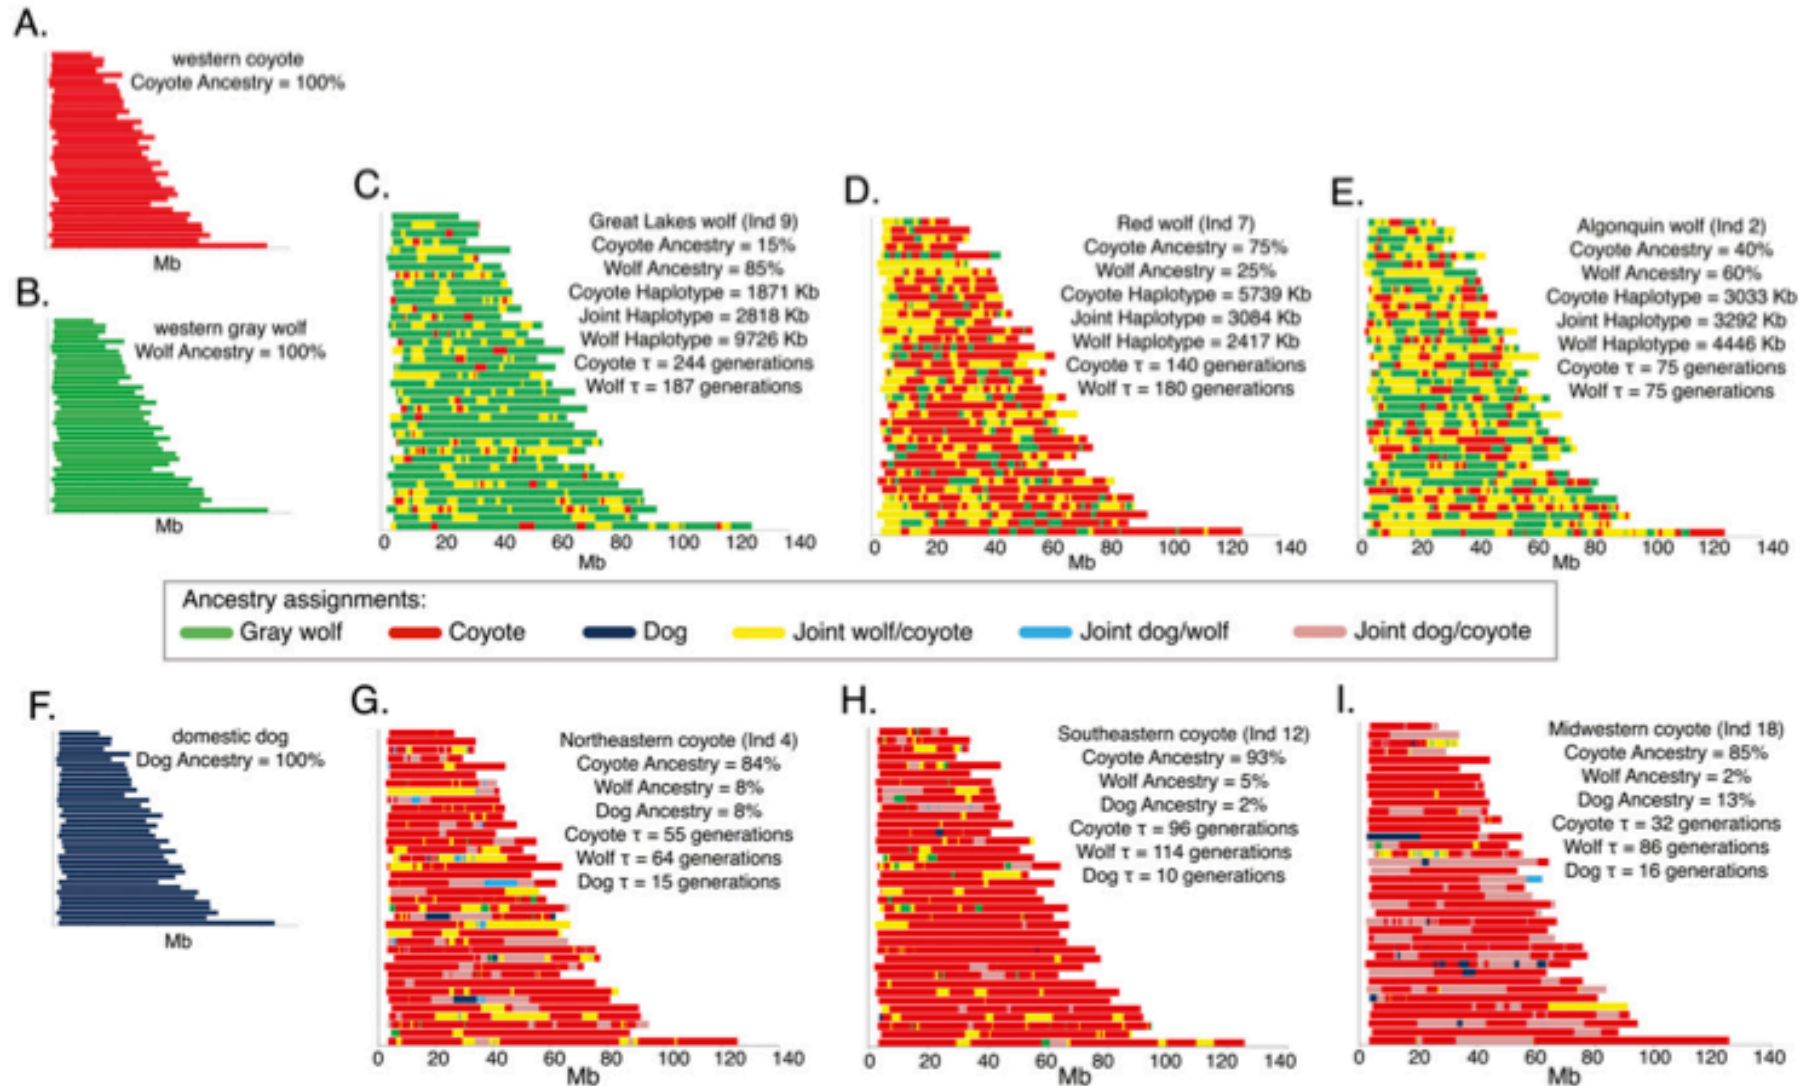 A.
western coyote
Coyote Ancestry = 100%
Mb
B.
western gray wolf
Wolf Ancestry = 100%
Mb
C.
Great Lakes wolf (Ind 9)
Coyote Ancestry = 15%
Wolf Ancestry = 85%
Coyote Haplotype = 1871 Kb
Joint Haplotype = 2818 Kb
Wolf Haplotype = 9726 Kb
Coyote τ = 244 generations
Wolf τ = 187 generations
0 20 40 60 80 100 120 140
Mb
D.
Red wolf (Ind 7)
Coyote Ancestry = 75%
Wolf Ancestry = 25%
Coyote Haplotype = 5739 Kb
Joint Haplotype = 3084 Kb
Wolf Haplotype = 2417 Kb
Coyote τ = 140 generations
Wolf τ = 180 generations
0 20 40 60 80 100 120 140
Mb
E.
Algonquin wolf (Ind 2)
Coyote Ancestry = 40%
Wolf Ancestry = 60%
Coyote Haplotype = 3033 Kb
Joint Haplotype = 3292 Kb
Wolf Haplotype = 4446 Kb
Coyote τ = 75 generations
Wolf τ = 75 generations
0 20 40 60 80 100 120 140
Mb
Ancestry assignments:
Gray wolf Coyote Dog Joint wolf/coyote Joint dog/wolf Joint dog/coyote
F.
domestic dog
Dog Ancestry = 100%
Mb
G.
Northeastern coyote (Ind 4)
Coyote Ancestry = 84%
Wolf Ancestry = 8%
Dog Ancestry = 8%
Coyote τ = 55 generations
Wolf τ = 64 generations
Dog τ = 15 generations
0 20 40 60 80 100 120 140
Mb
H.
Southeastern coyote (Ind 12)
Coyote Ancestry = 93%
Wolf Ancestry = 5%
Dog Ancestry = 2%
Coyote τ = 96 generations
Wolf τ = 114 generations
Dog τ = 10 generations
0 20 40 60 80 100 120 140
Mb
I.
Midwestern coyote (Ind 18)
Coyote Ancestry = 85%
Wolf Ancestry = 2%
Dog Ancestry = 13%
Coyote τ = 32 generations
Wolf τ = 86 generations
Dog τ = 16 generations
0 20 40 60 80 100 120 140
Mb